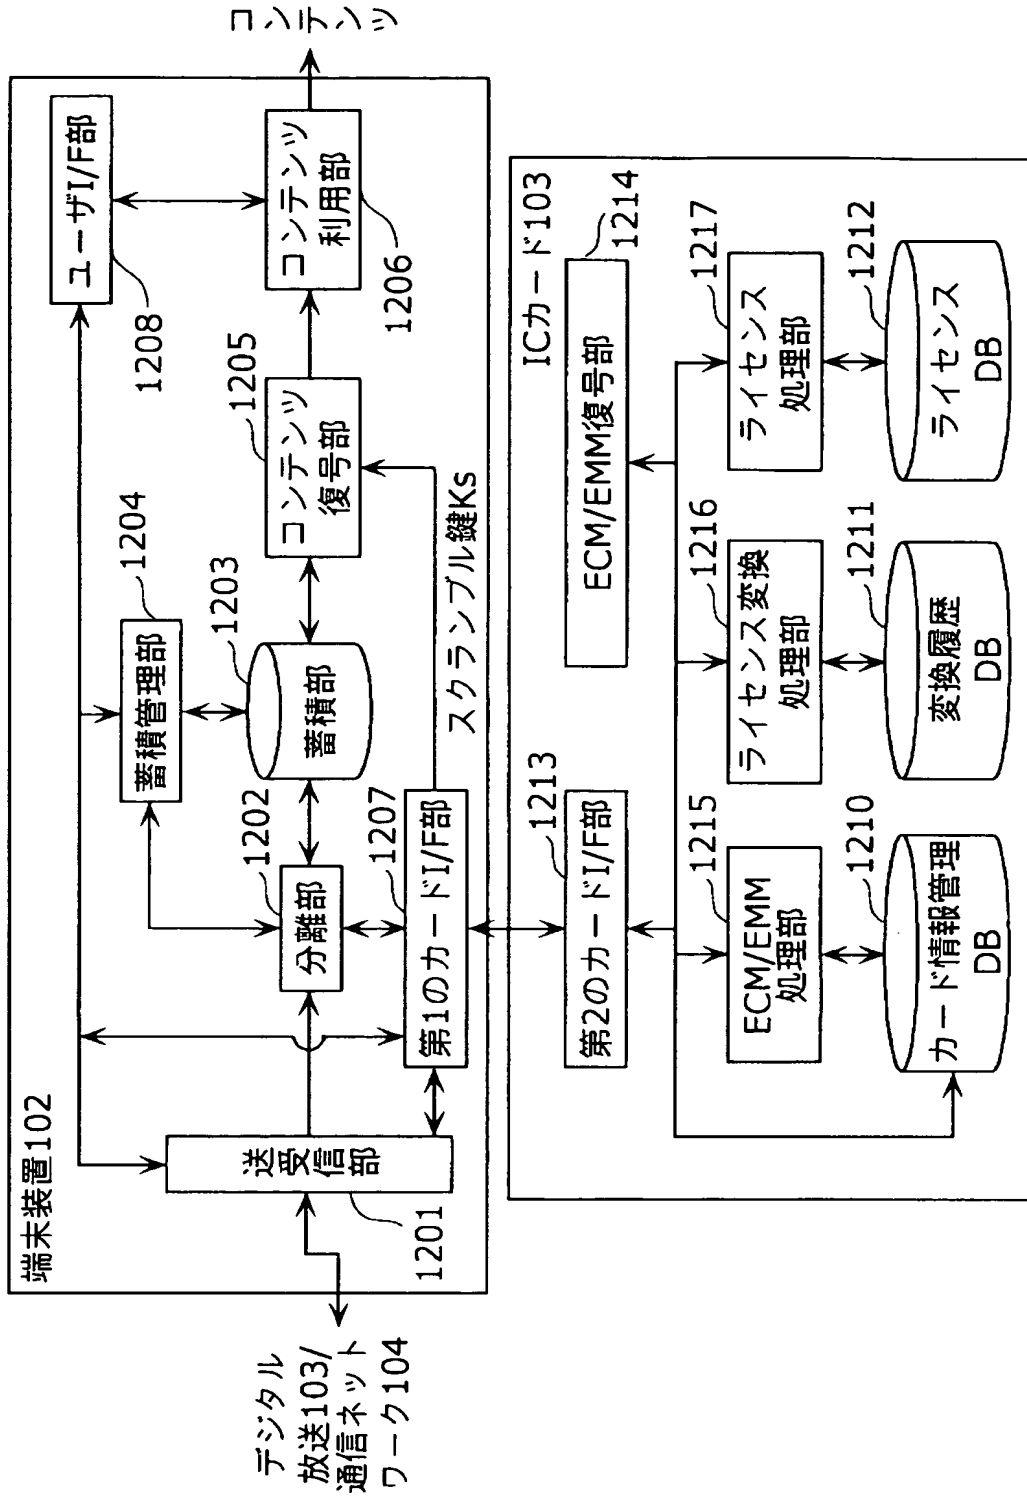 端末装置102
デジタル
放送103/
通信ネット
ワーク104
送受信部
1201
分離部
1202
蓄積管理部
1204
蓄積部
1203
第1のカードI/F部
1207
スクランブル鍵Ks
コンテンツ
復号部
1205
コンテンツ
利用部
1206
ユーザI/F部
1208
コンテンツ
ICカード103
第2のカードI/F部
1213
ECM/EMM復号部
1214
ECM/EMM
処理部
1215
ライセンス変換
処理部
1216
ライセンス
処理部
1217
カード情報管理
DB
1210
変換履歴
DB
1211
ライセンス
DB
1212